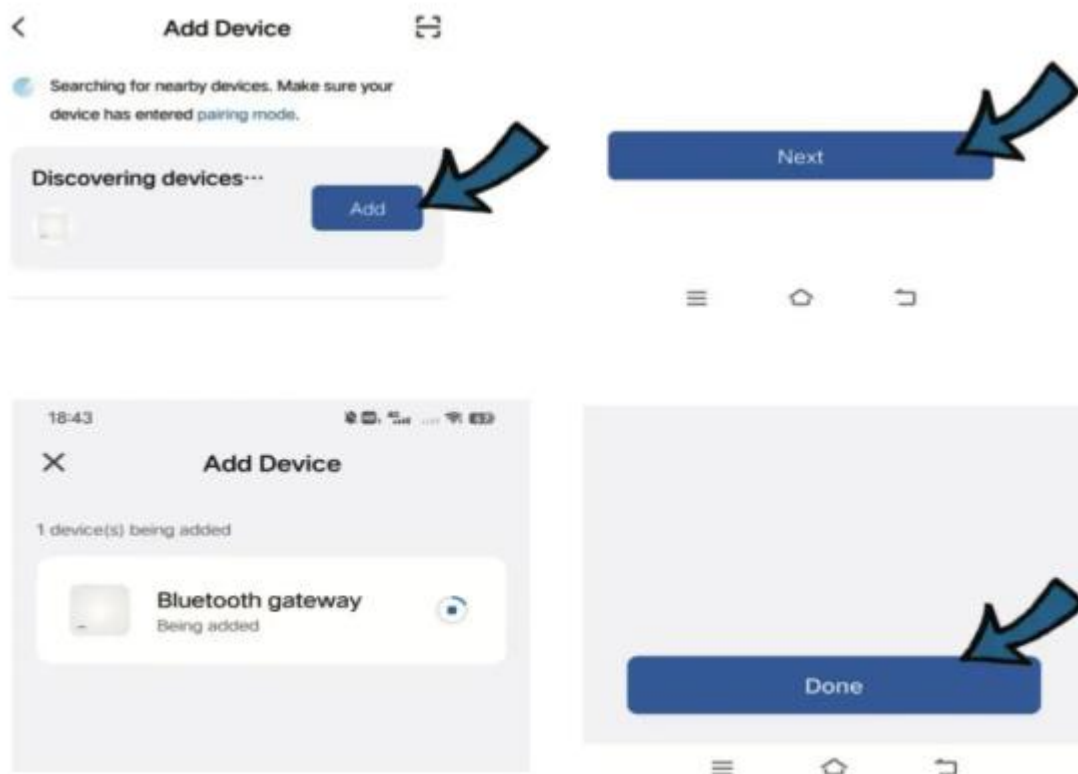 Add Device
Searching for nearby devices. Make sure your
device has entered pairing mode.
Discovering devices···
Add
Next
18:43
Add Device
1 device(s) being added
Bluetooth gateway
Being added
Done